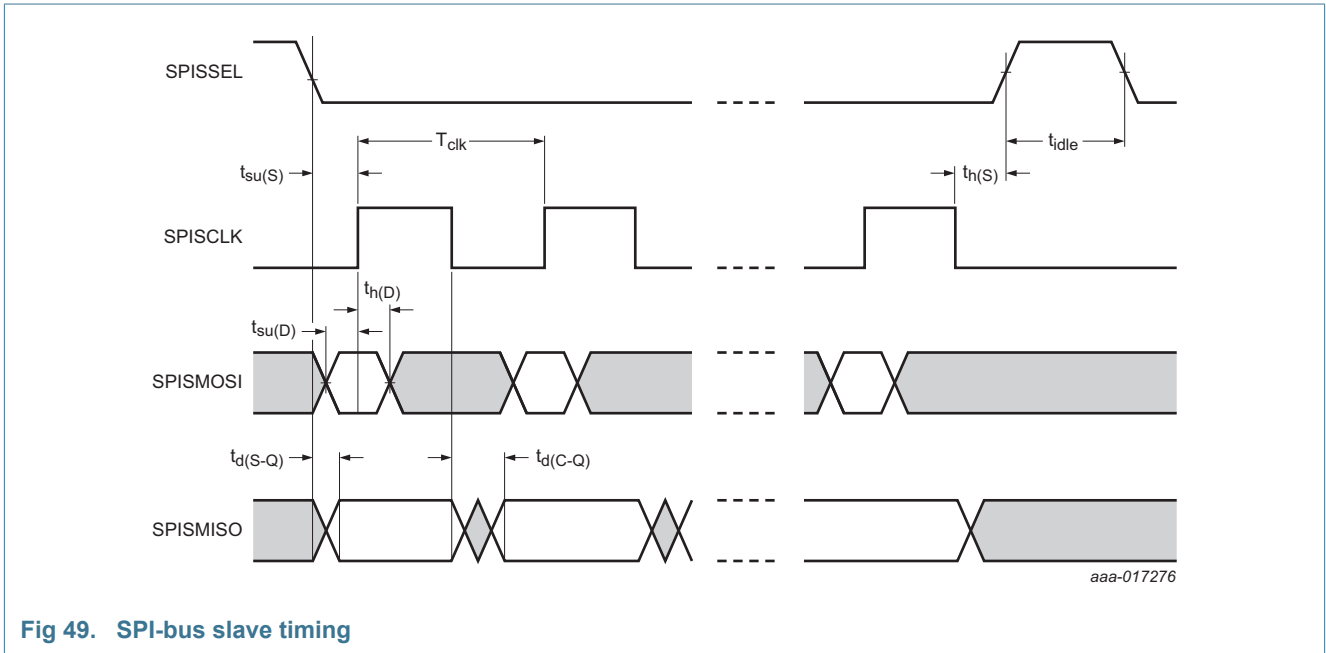 SPISSEL
T_clk
t_idle
t_su(S)
t_h(S)
SPISCLK
t_h(D)
t_su(D)
SPISMOSI
t_d(S-Q)
t_d(C-Q)
SPISMISO
aaa-017276
Fig 49. SPI-bus slave timing